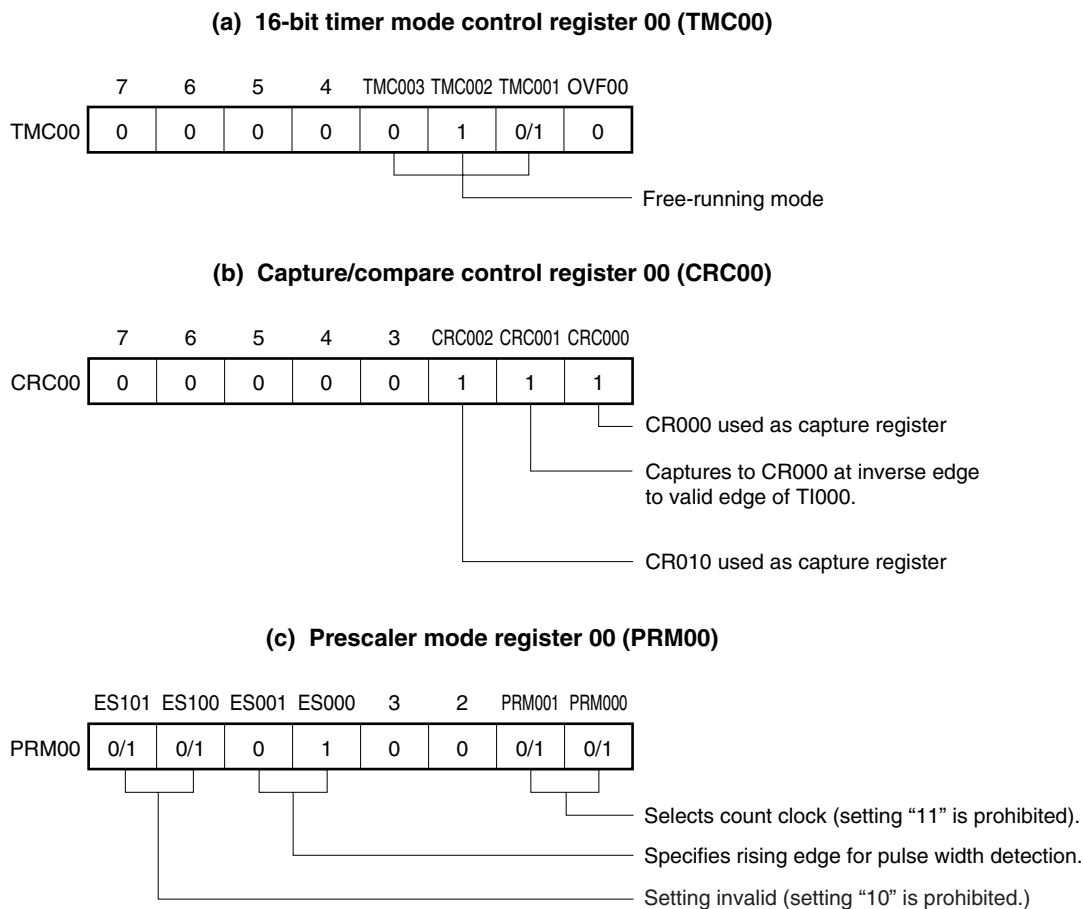 (a) 16-bit timer mode control register 00 (TMC00)
7 6 5 4 TMC003 TMC002 TMC001 OVF00
TMC00 0 0 0 0 0 1 0/1 0
Free-running mode
(b) Capture/compare control register 00 (CRC00)
7 6 5 4 3 CRC002 CRC001 CRC000
CRC00 0 0 0 0 0 1 1 1
CR000 used as capture register
Captures to CR000 at inverse edge
to valid edge of TI000.
CR010 used as capture register
(c) Prescaler mode register 00 (PRM00)
ES101 ES100 ES001 ES000 3 2 PRM001 PRM000
PRM00 0/1 0/1 0 1 0 0 0/1 0/1
Selects count clock (setting “11” is prohibited).
Specifies rising edge for pulse width detection.
Setting invalid (setting “10” is prohibited.)